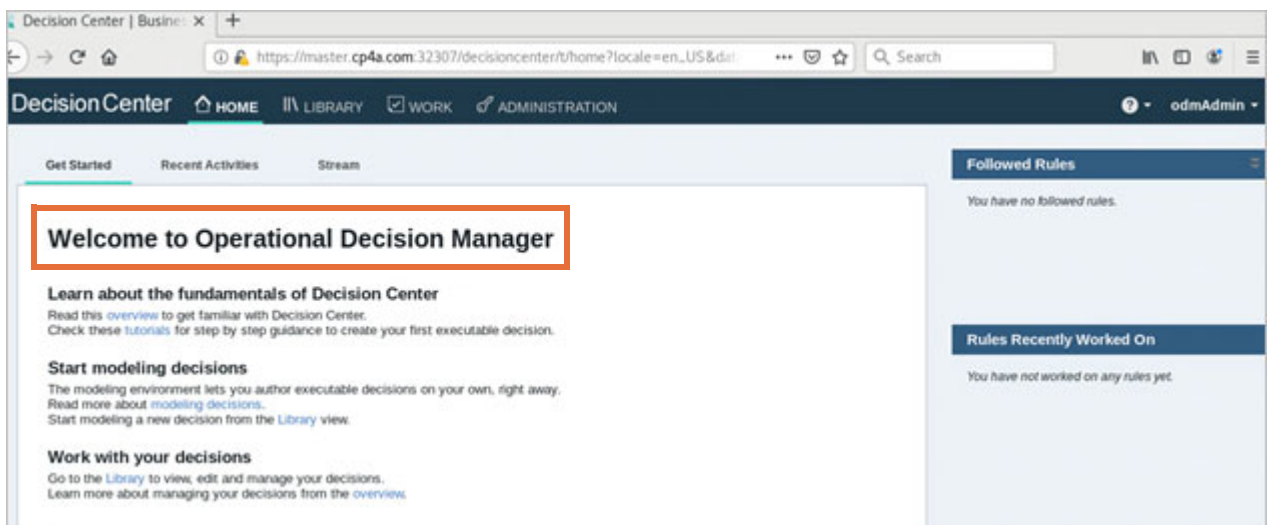 Decision Center | Busines
https://master.cp4a.com:32307/decisioncenter/t/home?locale=en_US&dat
Search
Decision Center HOME LIBRARY WORK ADMINISTRATION
odmAdmin
Get Started Recent Activities Stream
Welcome to Operational Decision Manager
Learn about the fundamentals of Decision Center
Read this overview to get familiar with Decision Center.
Check these tutorials for step by step guidance to create your first executable decision.
Start modeling decisions
The modeling environment lets you author executable decisions on your own, right away.
Read more about modeling decisions.
Start modeling a new decision from the Library view.
Work with your decisions
Go to the Library to view, edit and manage your decisions.
Learn more about managing your decisions from the overview.
Followed Rules
You have no followed rules.
Rules Recently Worked On
You have not worked on any rules yet.